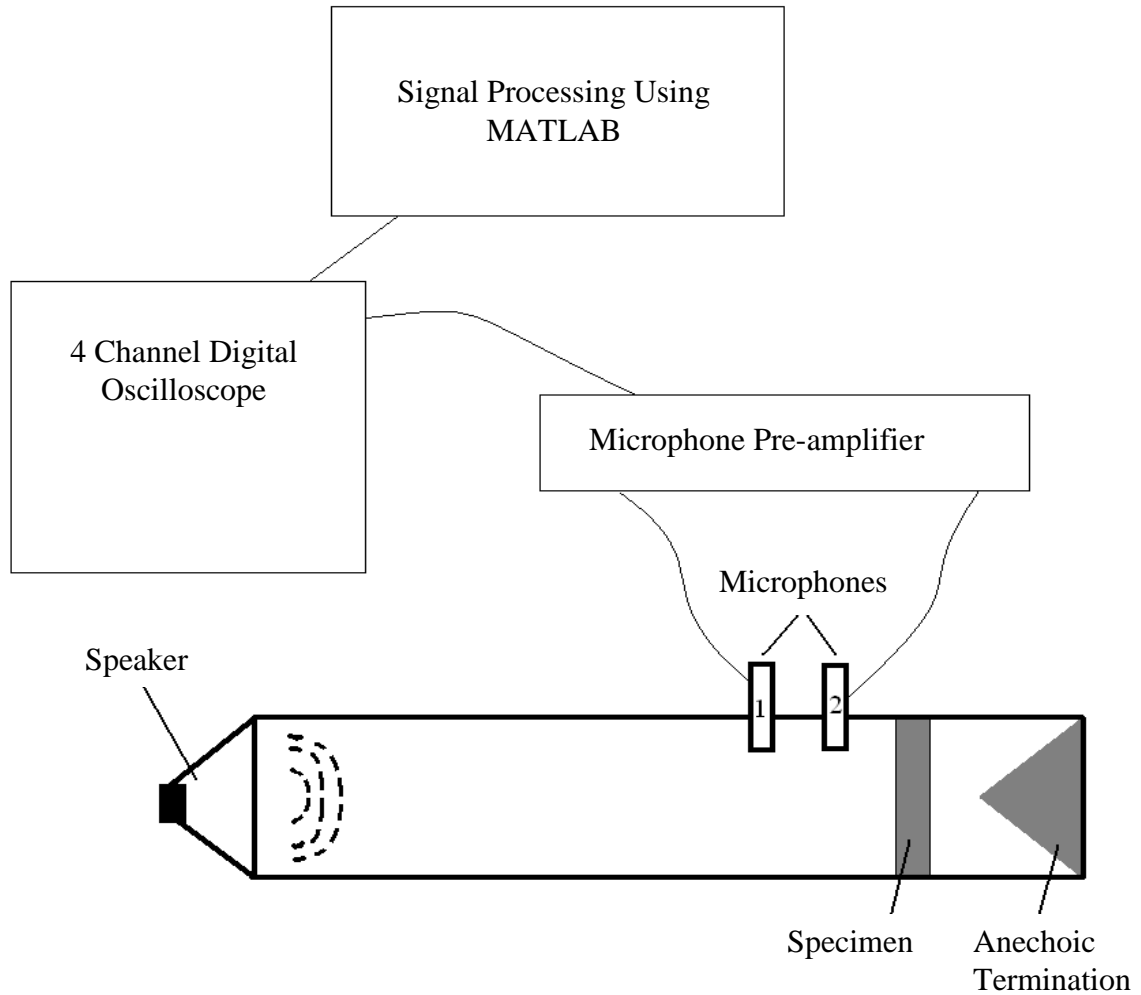 Signal Processing Using
MATLAB
4 Channel Digital
Oscilloscope
Microphone Pre-amplifier
Microphones
Speaker
1
2
Specimen
Anechoic
Termination